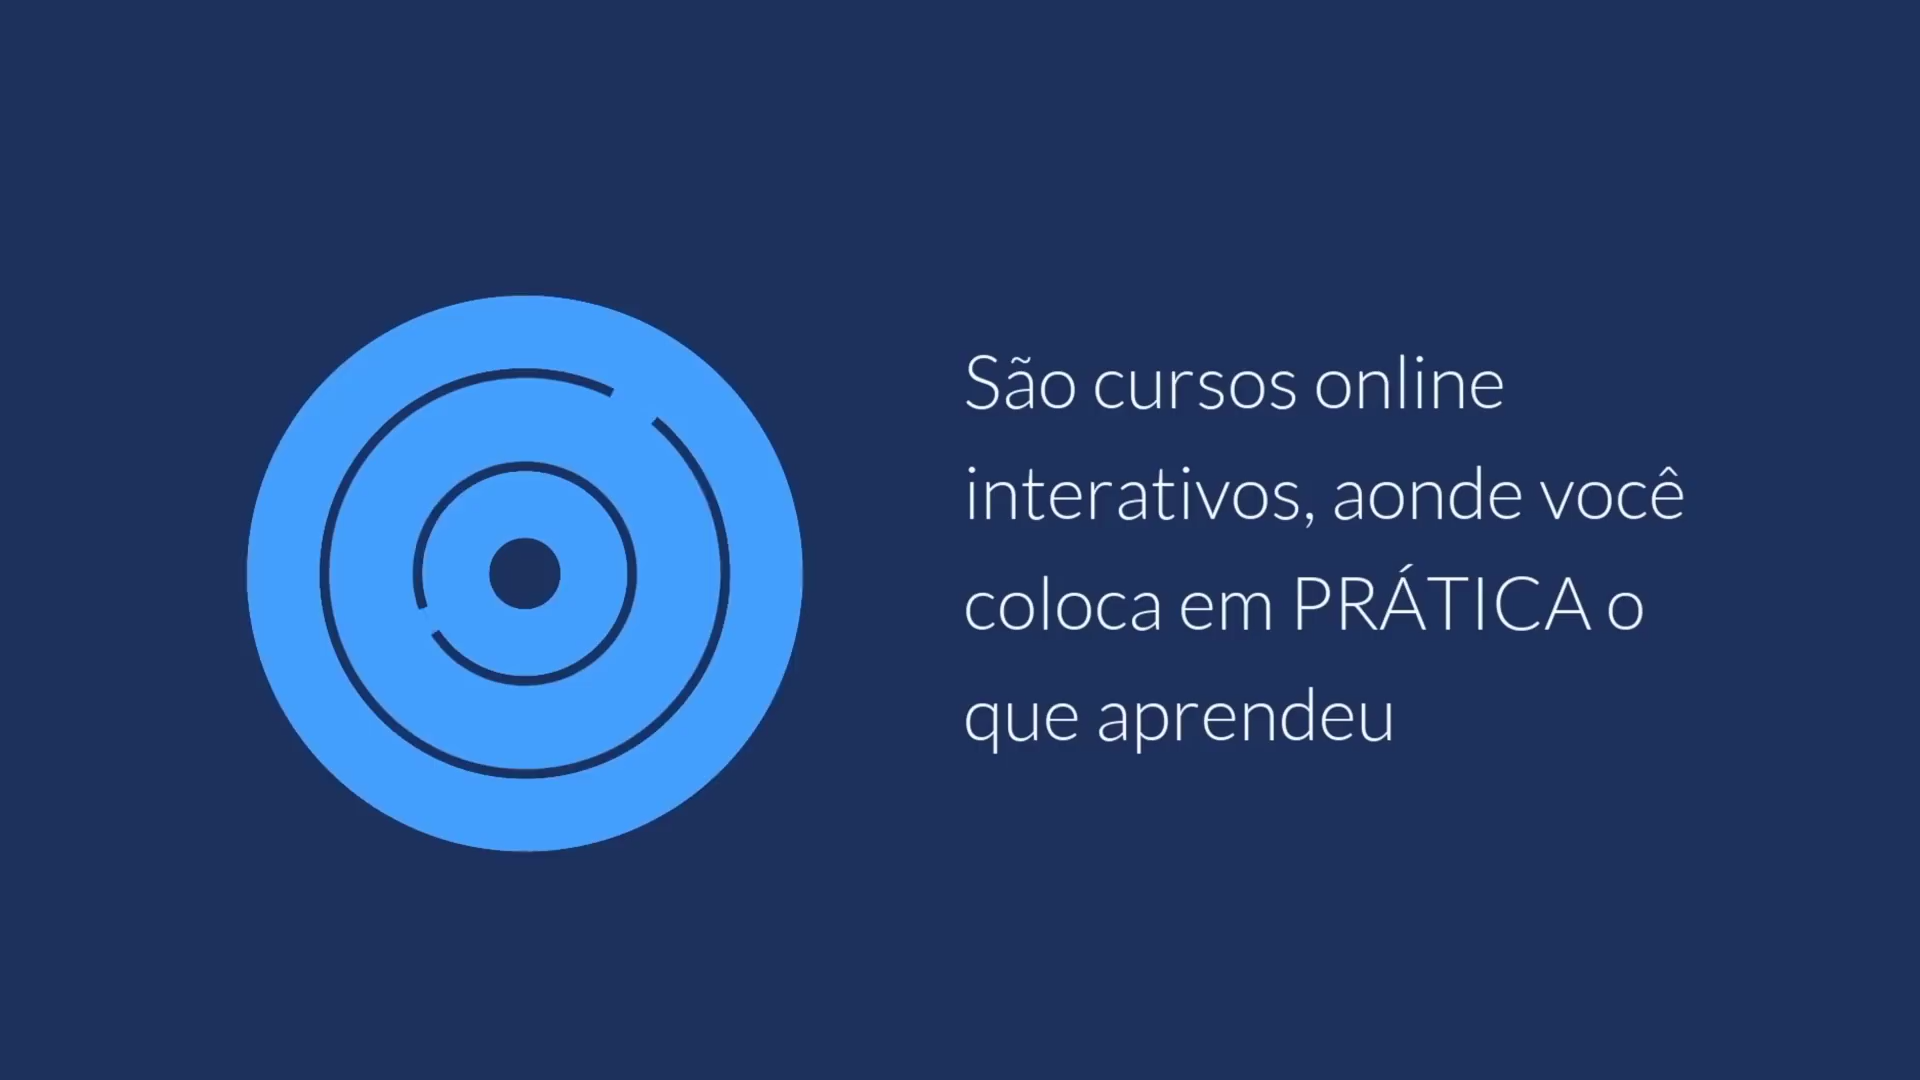 São cursos online
interativos, aonde você
coloca em PRÁTICA o
que aprendeu